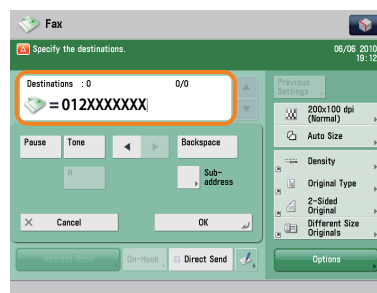 Fax
Specify the destinations.
06/06 2010
19:12
Destinations : 0
0/0
=012XXXXXXX
Previous
Settings
200x100 dpi
(Normal)
Auto Size
Pause
Tone
Backspace
R
Sub-
address
Density
Original Type
2-Sided
Original
Different Size
Originals
Cancel
OK
Address Book
On-Hook
Direct Send
Options